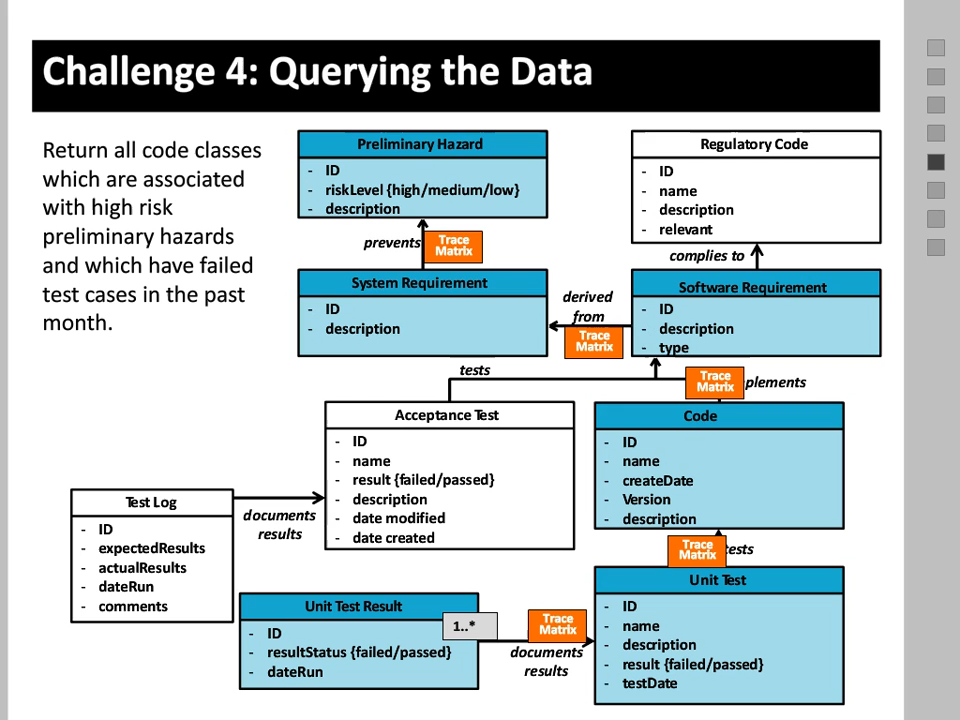 Challenge 4: Querying the Data
Return all code classes
which are associated
with high risk
preliminary hazards
and which have failed
test cases in the past
month.
Preliminary Hazard
- ID
- riskLevel {high/medium/low}
- description
Regulatory Code
- ID
- name
- description
- relevant
prevents
Trace
Matrix
complies to
System Requirement
- ID
- description
derived
from
Trace
Matrix
Software Requirement
- ID
- description
- type
tests
Trace
Matrix
plements
Acceptance Test
- ID
- name
- result {failed/passed}
- description
- date modified
- date created
Code
- ID
- name
- createDate
- Version
- description
Test Log
- ID
- expectedResults
- actualResults
- dateRun
- comments
documents
results
Trace
Matrix
tests
Unit Test Result
- ID
- resultStatus {failed/passed}
- dateRun
1..*
Trace
Matrix
documents
results
Unit Test
- ID
- name
- description
- result {failed/passed}
- testDate